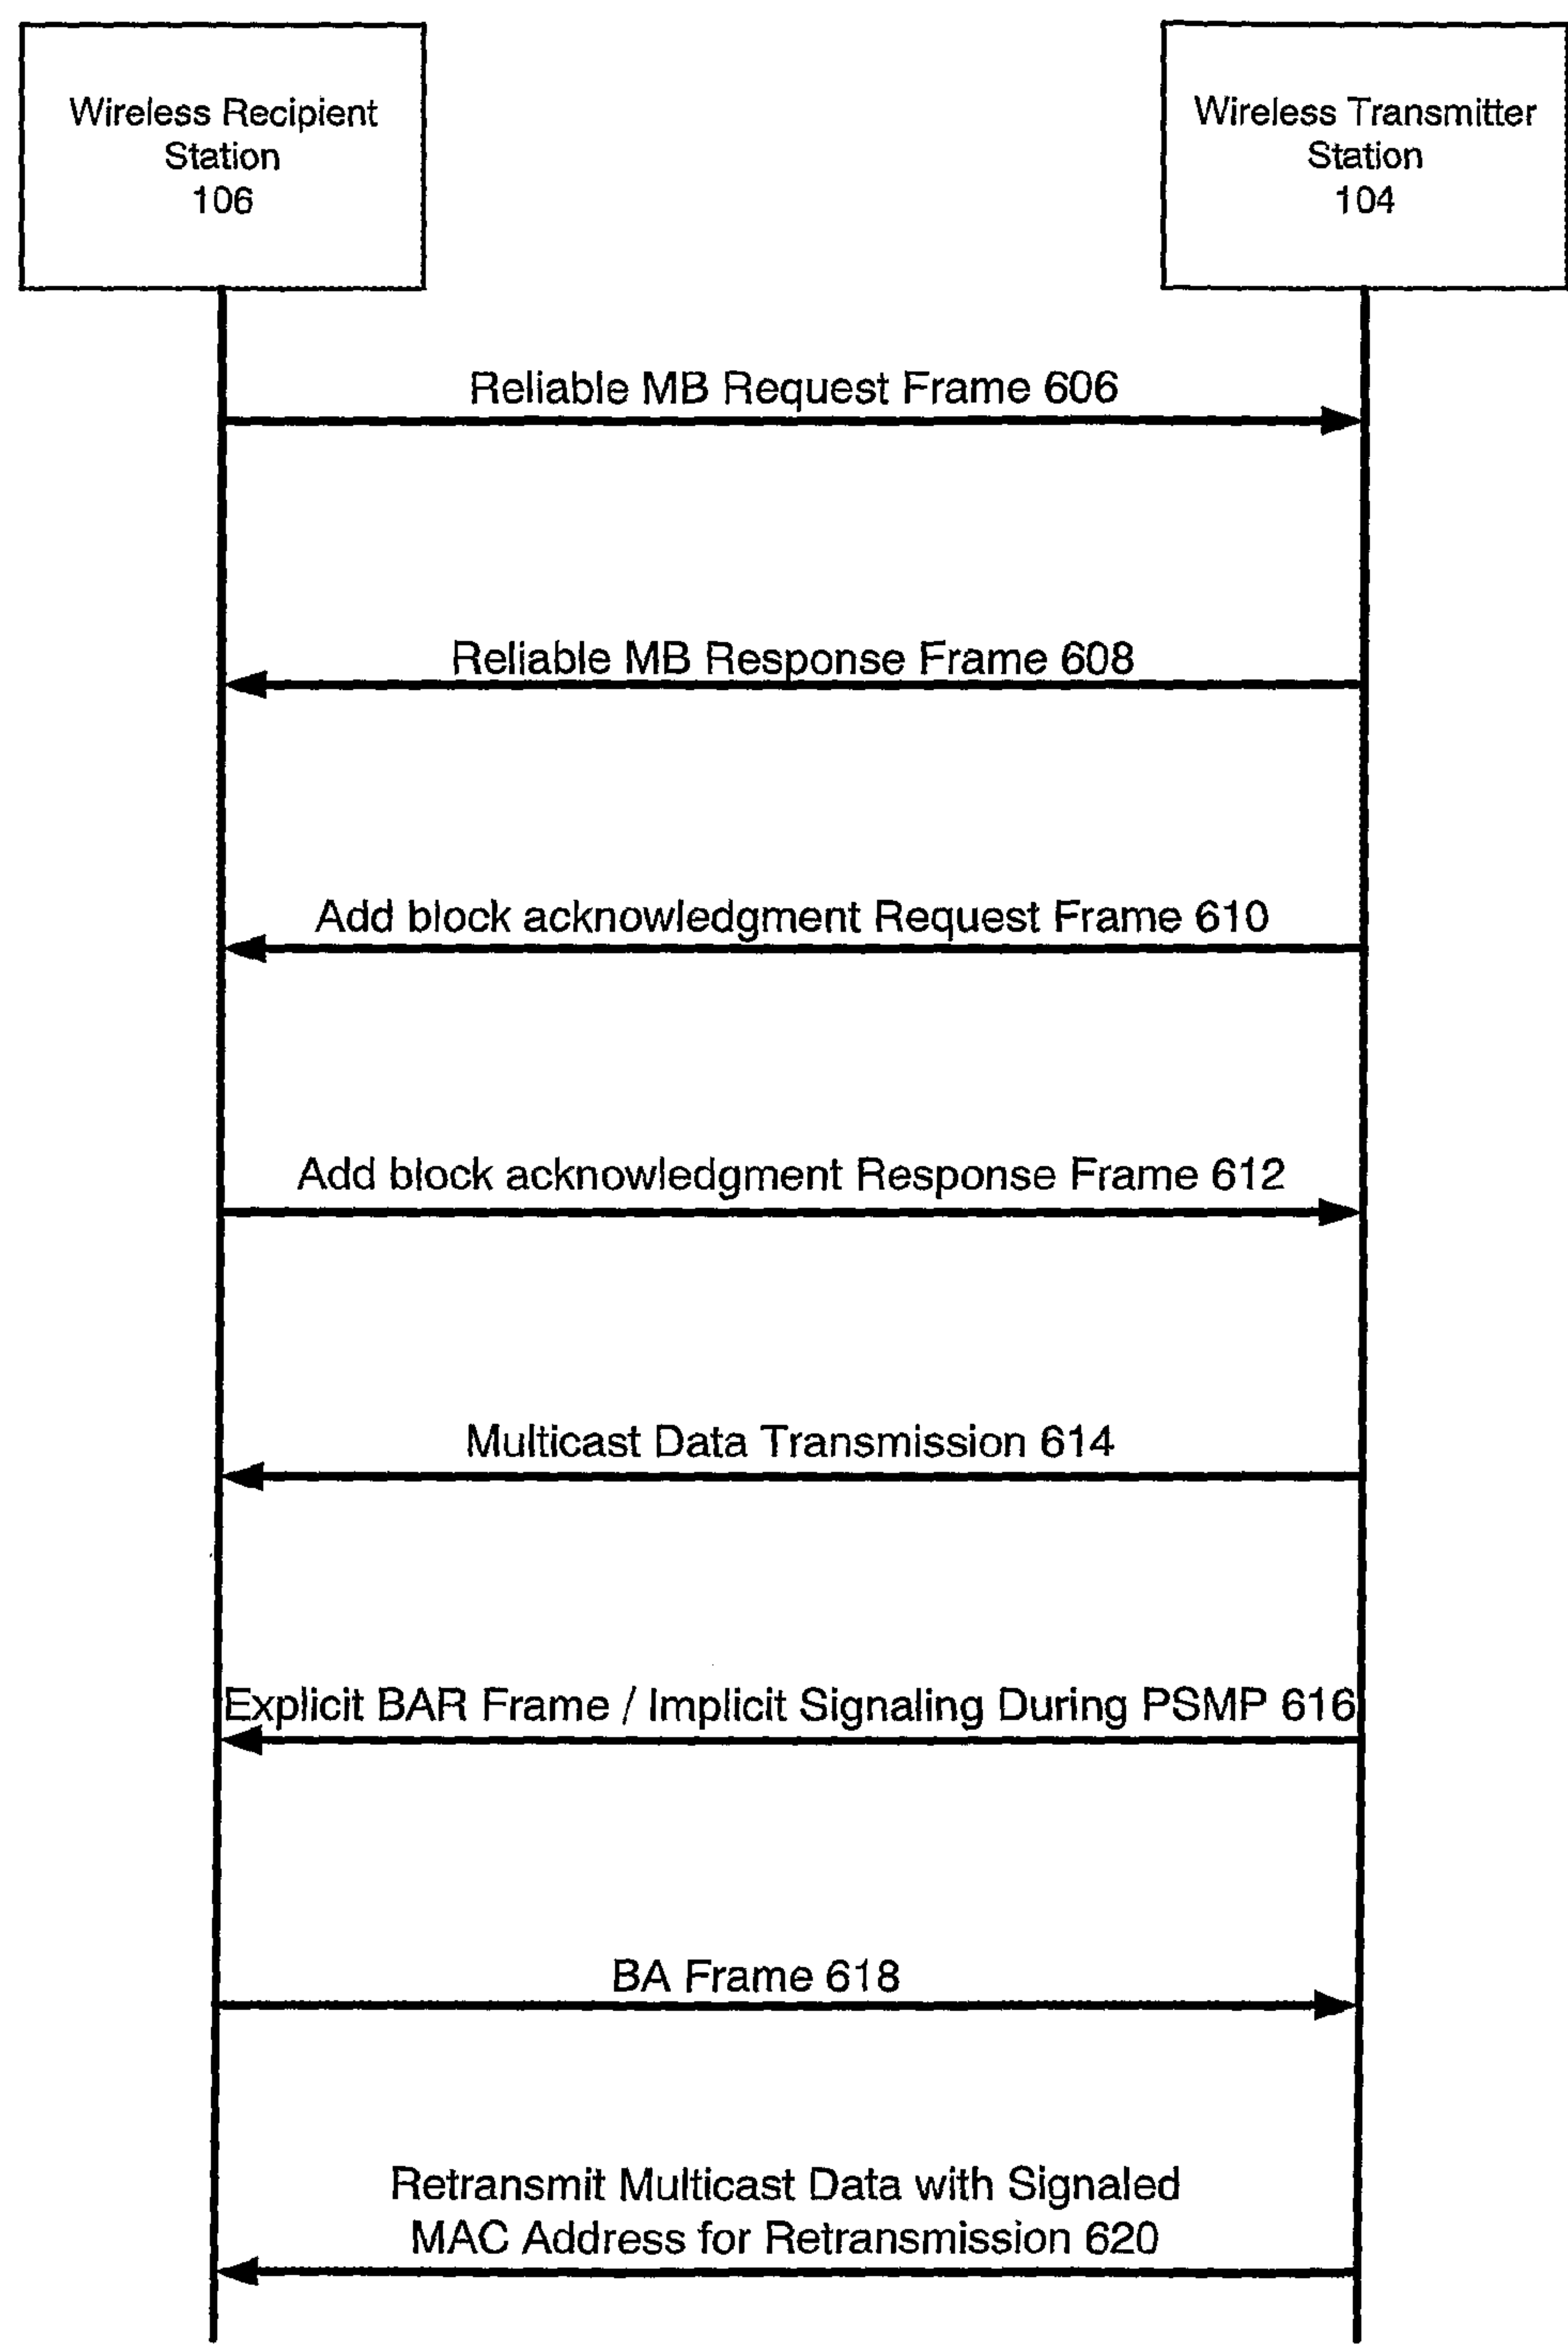 Wireless Recipient
Station
106
Wireless Transmitter
Station
104
Reliable MB Request Frame 606
Reliable MB Response Frame 608
Add block acknowledgment Request Frame 610
Add block acknowledgment Response Frame 612
Multicast Data Transmission 614
Explicit BAR Frame / Implicit Signaling During PSMP 616
BA Frame 618
Retransmit Multicast Data with Signaled
MAC Address for Retransmission 620